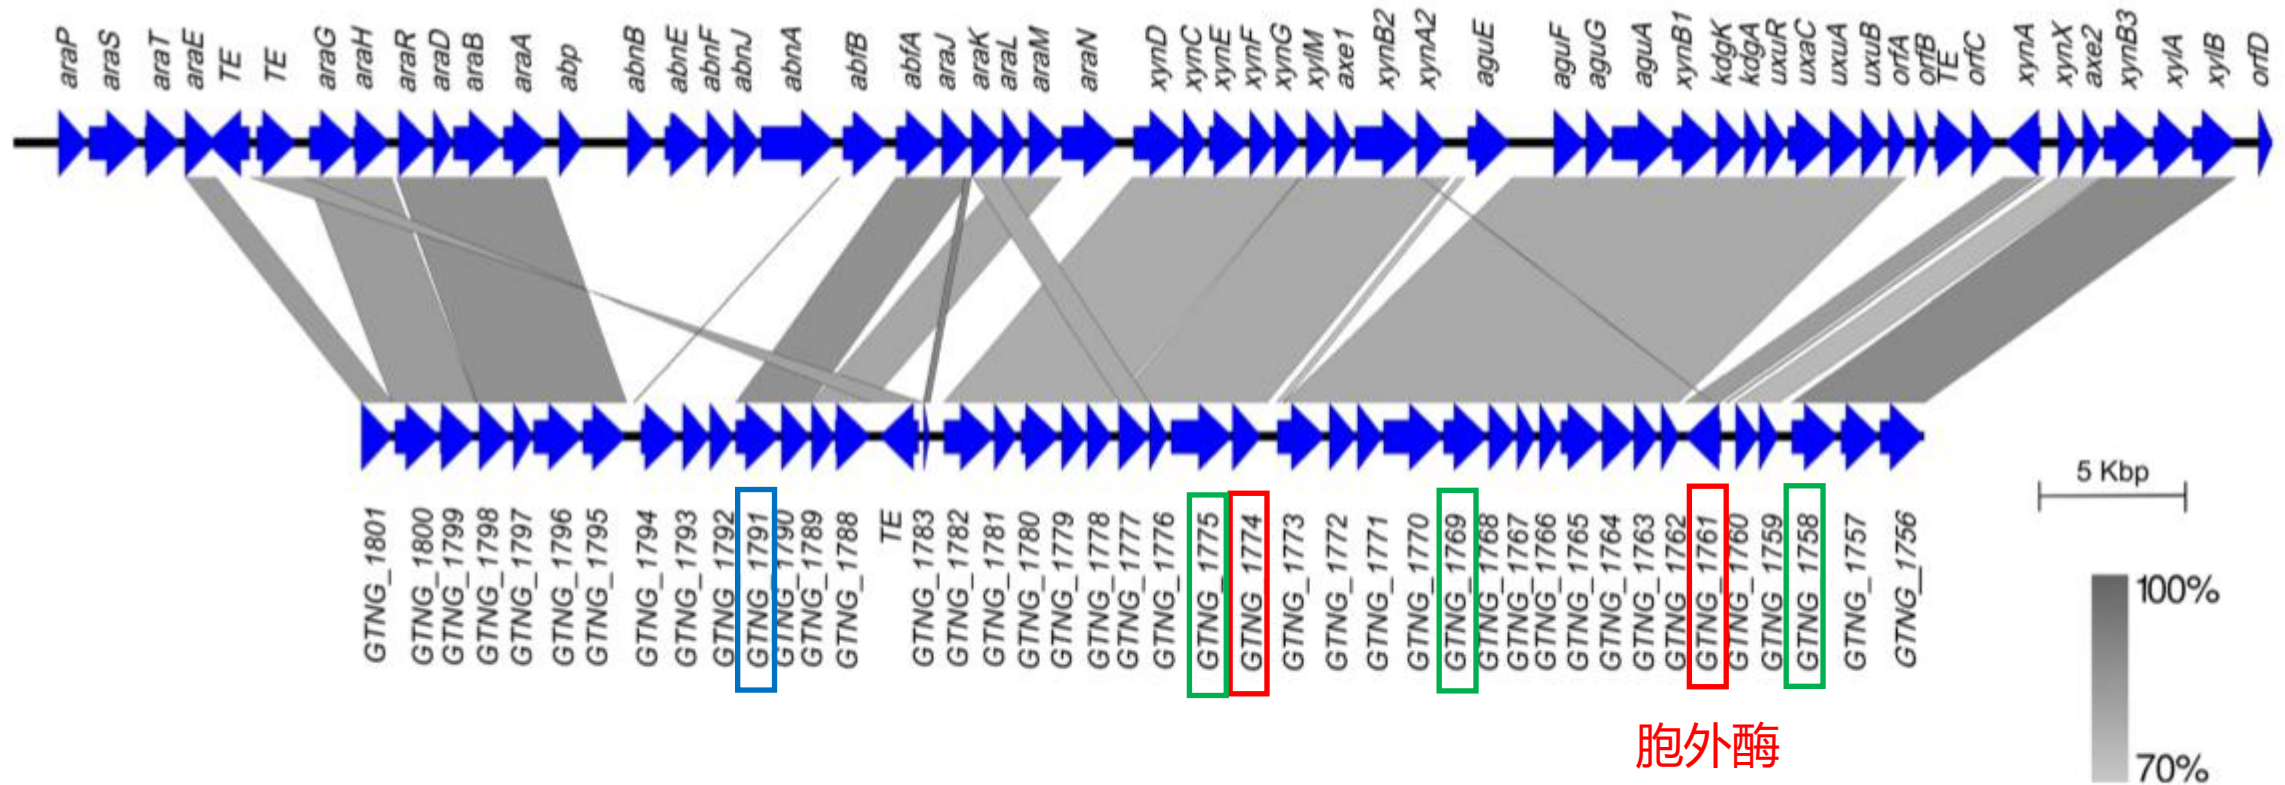 araP araS araT araE TE TE araG araH araR araD araB araA abp abnB abnE abnF abnJ abnA abfB abfA araJ araK araL araM araN xynD xynC xynE xynF xynG xylM axe1 xynB2 xynA2 aguE aguF aguG aguA xynB1 kdgK kdgA uxuR uxaC uxuA uxuB orfA orfB TE orfC xynA xynX axe2 xynB3 xylA xylB orfD
5 Kbp
GTNG_1801 GTNG_1800 GTNG_1799 GTNG_1798 GTNG_1797 GTNG_1796 GTNG_1795 GTNG_1794 GTNG_1793 GTNG_1792 GTNG_1791 GTNG_1790 GTNG_1789 GTNG_1788 TE GTNG_1783 GTNG_1782 GTNG_1781 GTNG_1780 GTNG_1779 GTNG_1778 GTNG_1777 GTNG_1776 GTNG_1775 GTNG_1774 GTNG_1773 GTNG_1772 GTNG_1771 GTNG_1770 GTNG_1769 GTNG_1768 GTNG_1767 GTNG_1766 GTNG_1765 GTNG_1764 GTNG_1763 GTNG_1762 GTNG_1761 GTNG_1760 GTNG_1759 GTNG_1758 GTNG_1757 GTNG_1756
100%
70%
胞外酶